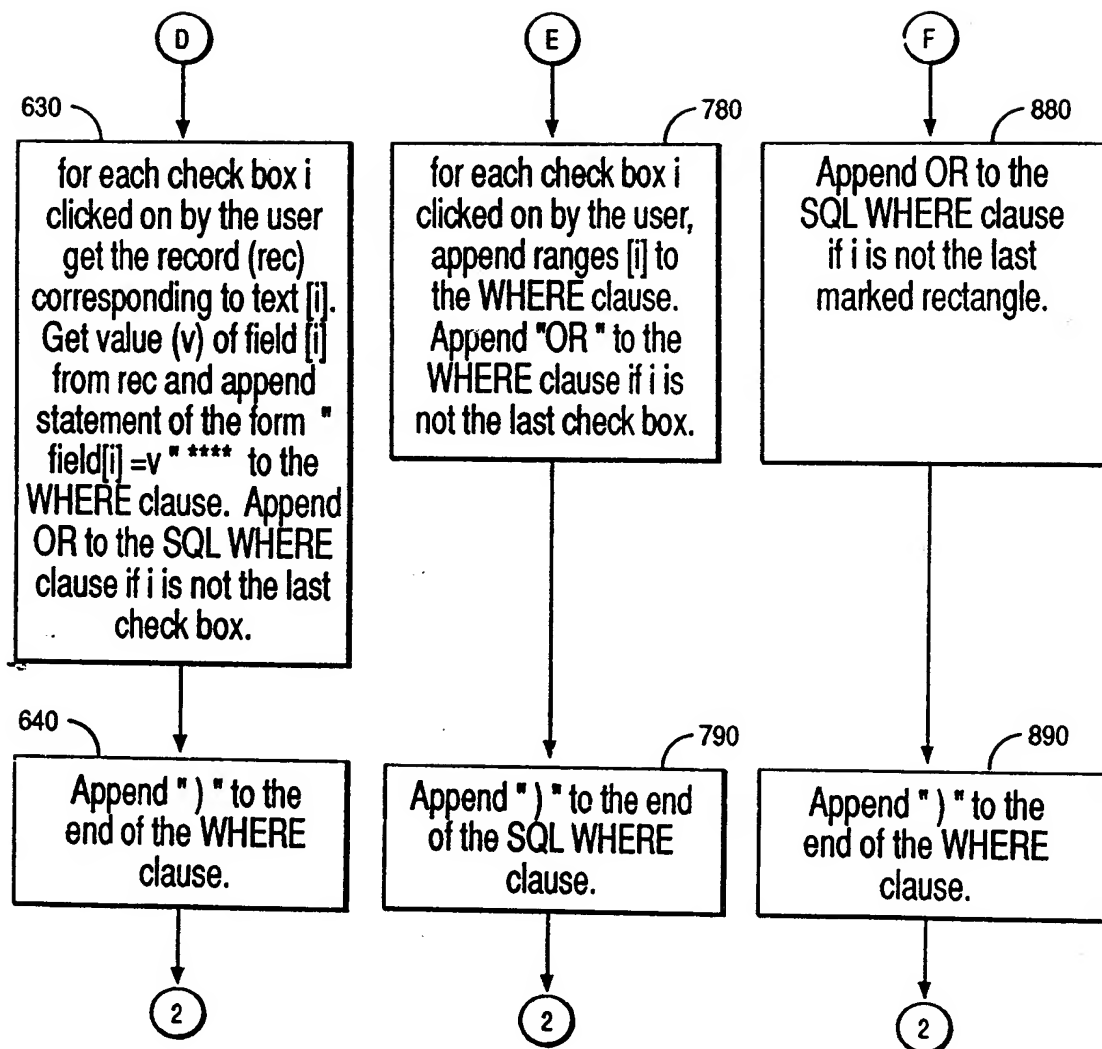 D
630
for each check box i
clicked on by the user
get the record (rec)
corresponding to text [i].
Get value (v) of field [i]
from rec and append
statement of the form "
field[i] =v " **** to the
WHERE clause. Append
OR to the SQL WHERE
clause if i is not the last
check box.
640
Append " ) " to the
end of the WHERE
clause.
2
E
780
for each check box i
clicked on by the user,
append ranges [i] to
the WHERE clause.
Append "OR " to the
WHERE clause if i is
not the last check box.
790
Append " ) " to the end
of the SQL WHERE
clause.
2
F
880
Append OR to the
SQL WHERE clause
if i is not the last
marked rectangle.
890
Append " ) " to the
end of the WHERE
clause.
2